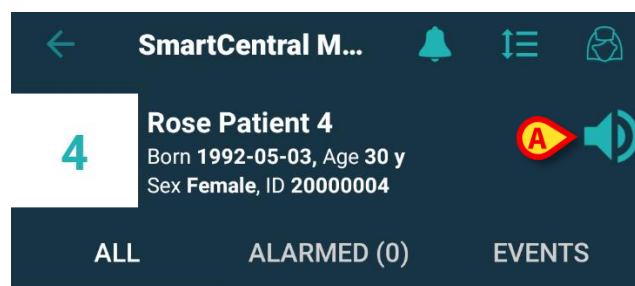 SmartCentral M...
4
Rose Patient 4
Born 1992-05-03, Age 30 y
Sex Female, ID 20000004
A
ALL ALARMED (0) EVENTS